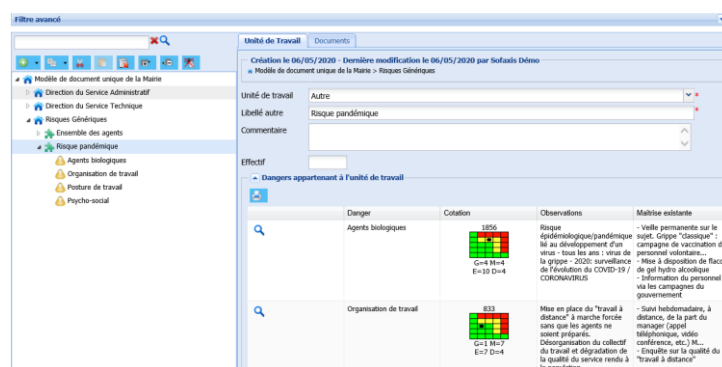 Filtre avancé
Modèle de document unique de la Mairie
Direction du Service Administratif
Direction du Service Technique
Risques Génériques
Ensemble des agents
Risque pandémique
Agents biologiques
Organisation de travail
Posture de travail
Psycho-social
Unité de Travail
Documents
Création le 06/05/2020 - Dernière modification le 06/05/2020 par Sofaxis Démo
Modèle de document unique de la Mairie > Risques Génériques
Unité de travail
Autre
*
Libellé autre
Risque pandémique
*
Commentaire
Effectif
Dangers appartenant à l'unité de travail
Danger
Cotation
Observations
Maîtrise existante
Agents biologiques
1856
G=4 M=4
E=10 D=4
Risque
épidémiologique/pandémique
lié au développement d'un
virus - tous les ans : virus de
la grippe - 2020: surveillance
de l'évolution du COVID-19 /
CORONAVIRUS
- Veille permanente sur le
sujet. Grippe "classique" :
campagne de vaccination d
personnel volontaire...
- Mise à disposition de flaco
de gel hydro alcoolique
- Information du personnel
via les campagnes du
gouvernement
Organisation de travail
833
G=1 M=7
E=7 D=4
Mise en place du "travail à
distance" à marche forcée
sans que les agents ne
soient préparés.
Désorganisation du collectif
du travail et dégradation de
la qualité du service rendu à
la population
- Suivi hebdomadaire, à
distance, de la part du
manager (appel
téléphonique, vidéo
conférence, etc.) M...
- Enquête sur la qualité du
"travail à distance"